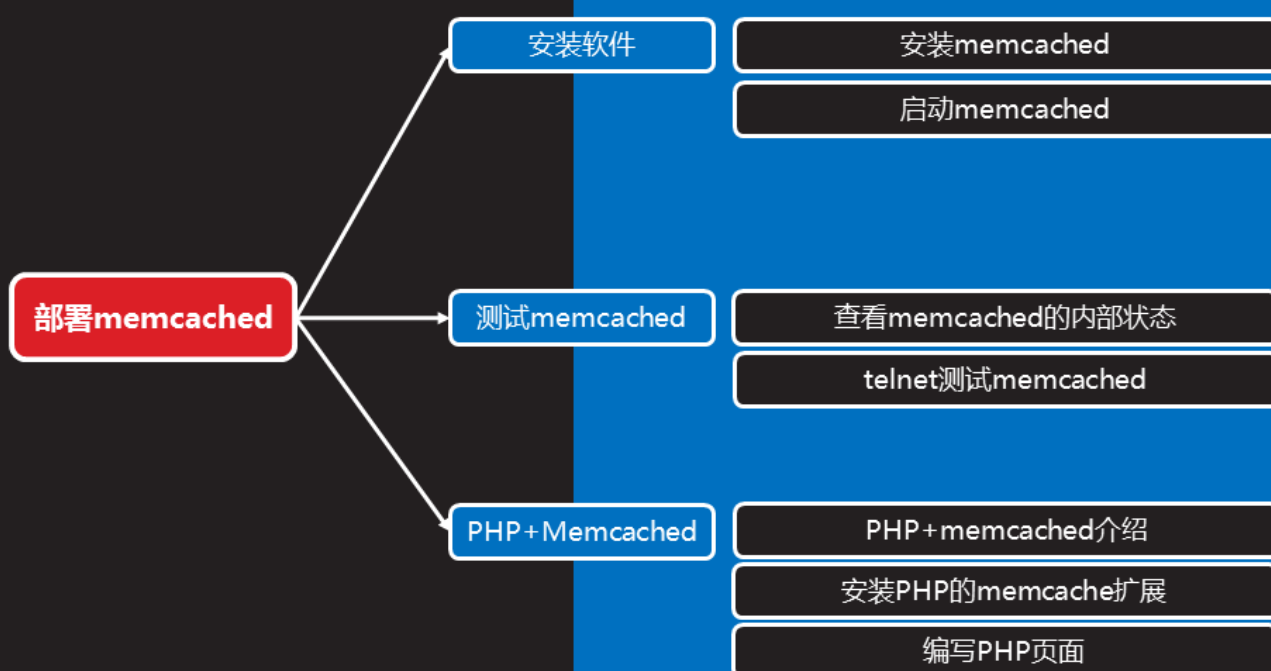 部署memcached
安装软件
安装memcached
启动memcached
测试memcached
查看memcached的内部状态
telnet测试memcached
PHP+Memcached
PHP+memcached介绍
安装PHP的memcache扩展
编写PHP页面